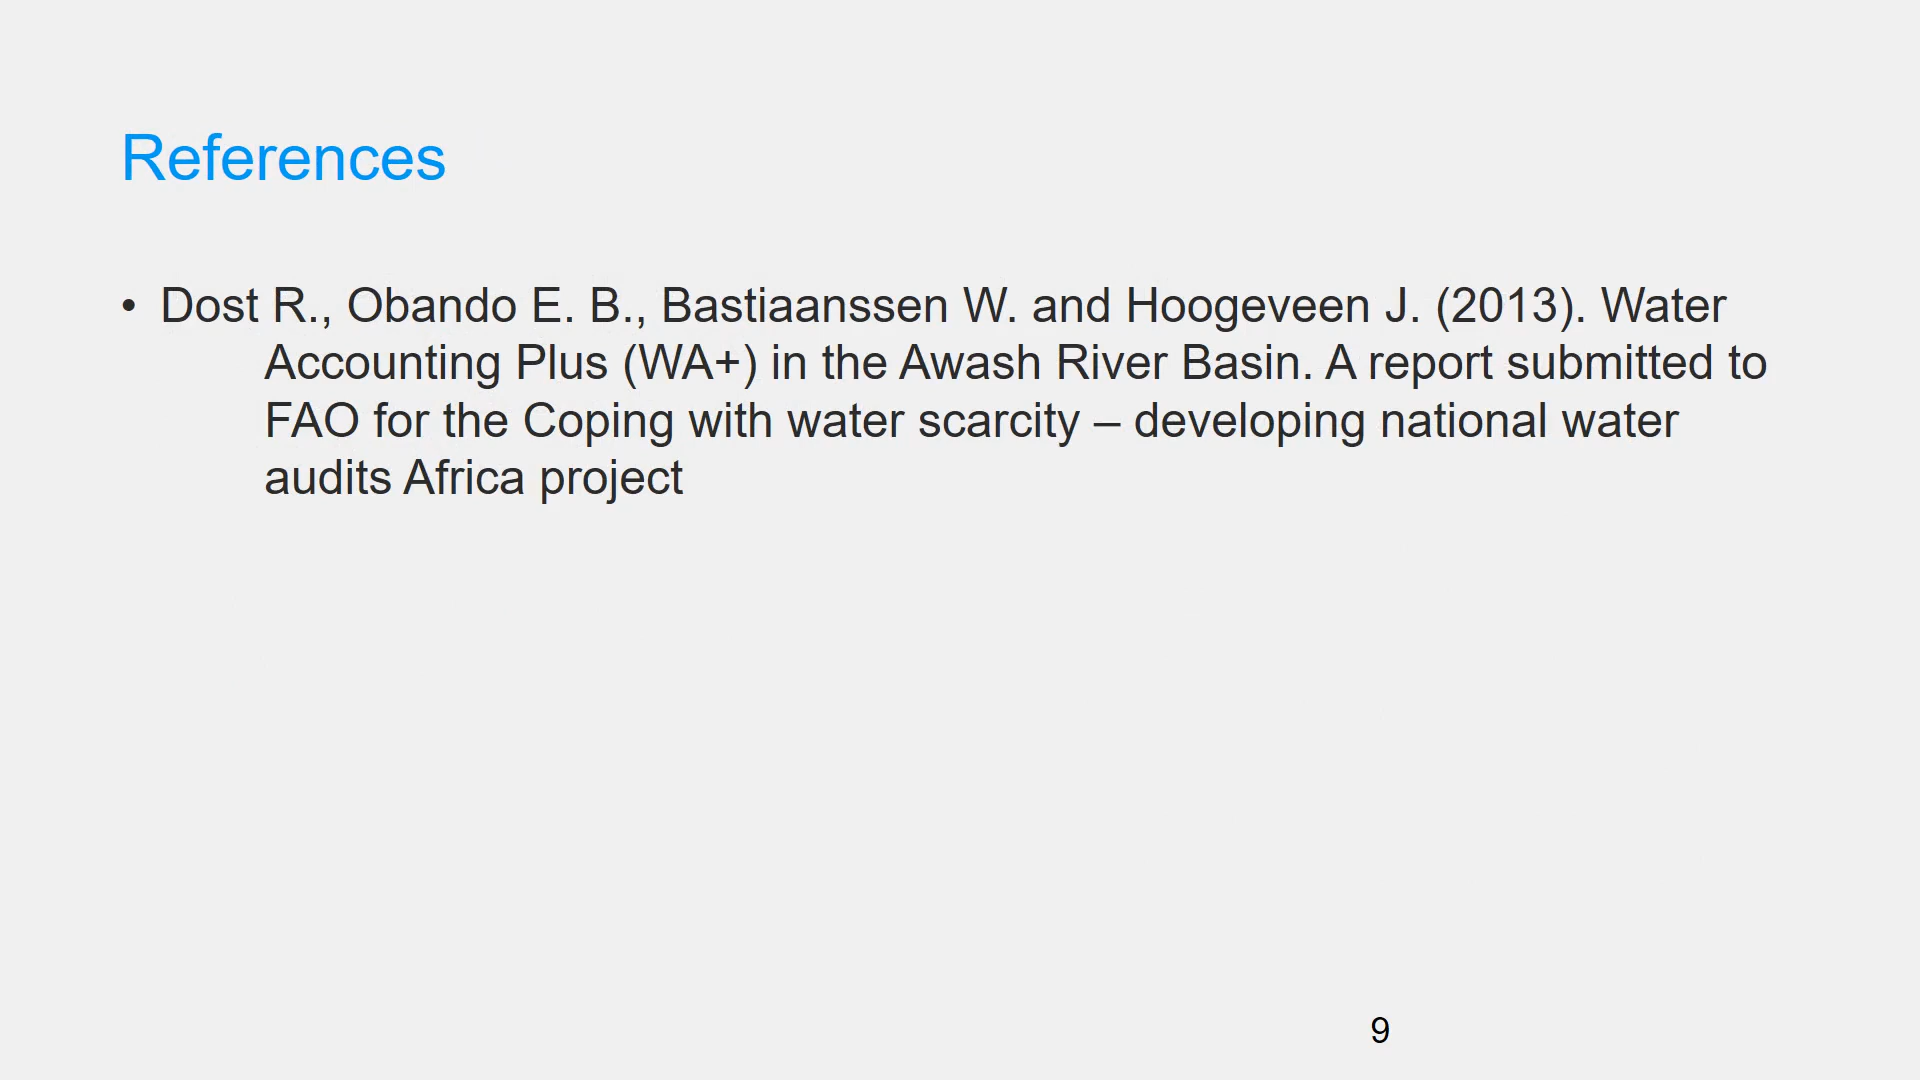 References
• Dost R., Obando E. B., Bastiaanssen W. and Hoogeveen J. (2013). Water
Accounting Plus (WA+) in the Awash River Basin. A report submitted to
FAO for the Coping with water scarcity – developing national water
audits Africa project
9